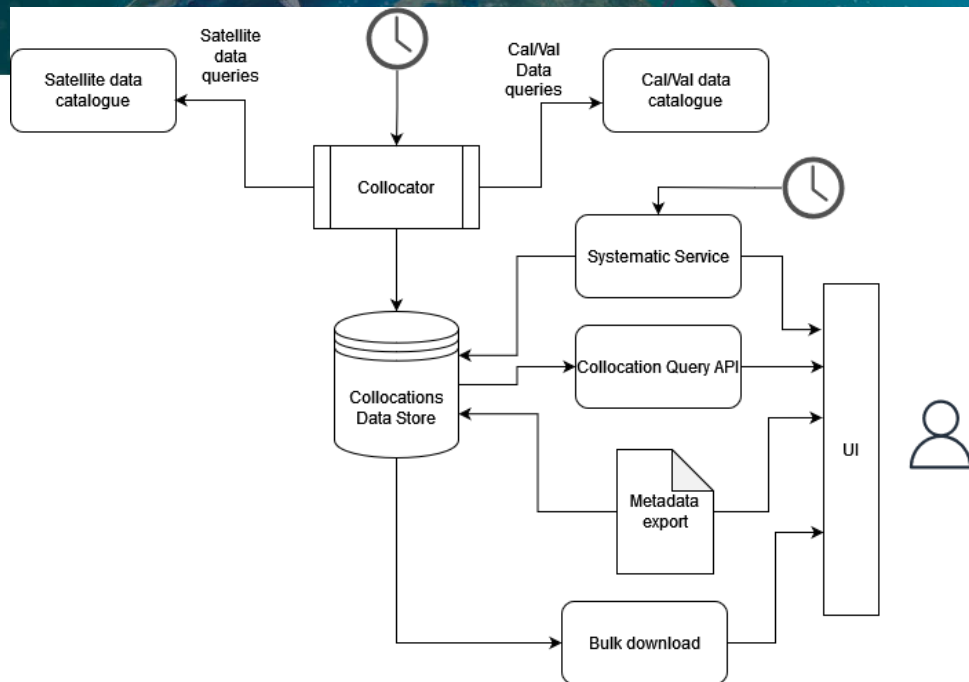 Satellite
data
queries
Cal/Val
Data
queries
Satellite data
catalogue
Cal/Val data
catalogue
Collocator
Systematic Service
Collocation Query API
Collocations
Data Store
UI
Metadata
export
Bulk download